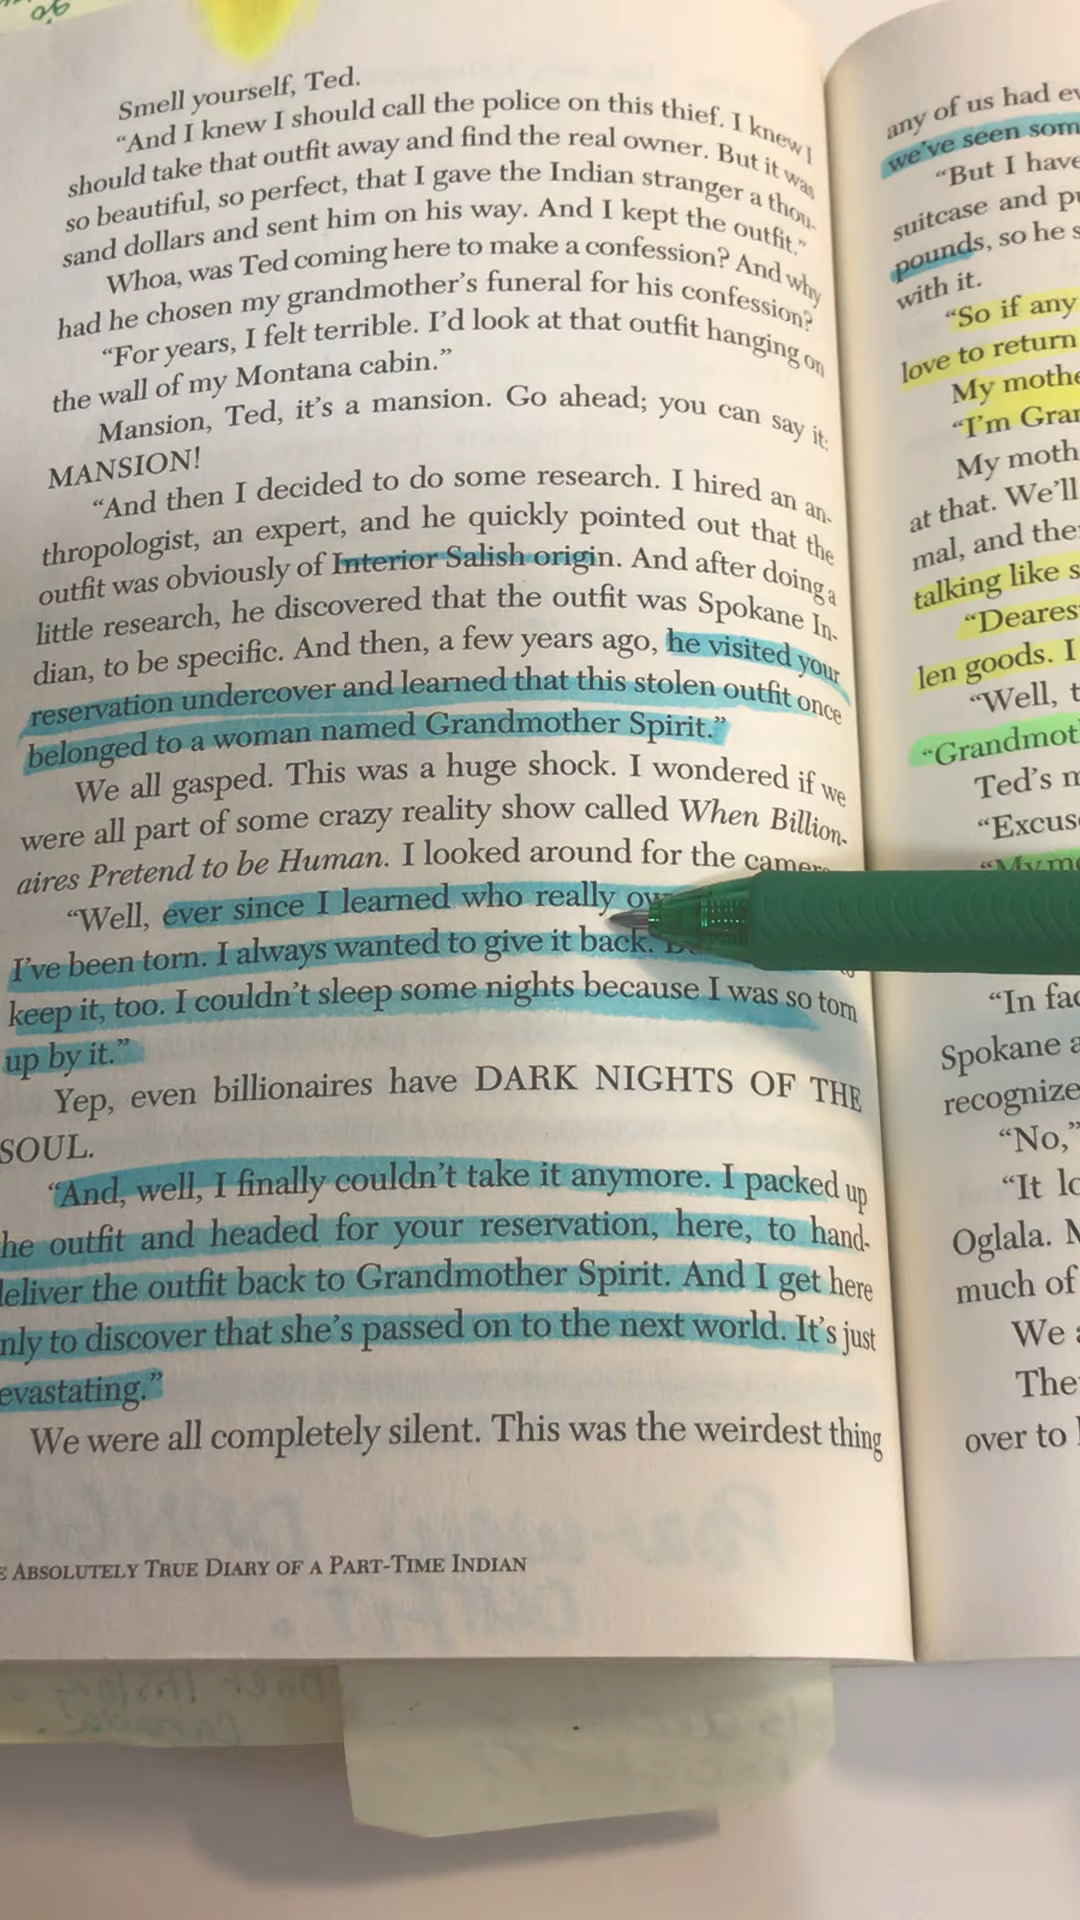 Smell yourself, Ted.
“And I knew I should call the police on this thief. I knew I
should take that outfit away and find the real owner. But it was
so beautiful, so perfect, that I gave the Indian stranger a thou-
sand dollars and sent him on his way. And I kept the outfit.”
Whoa, was Ted coming here to make a confession? And why
had he chosen my grandmother’s funeral for his confession?
“For years, I felt terrible. I’d look at that outfit hanging on
the wall of my Montana cabin.”
Mansion, Ted, it’s a mansion. Go ahead; you can say it:
MANSION!
“And then I decided to do some research. I hired an an-
thropologist, an expert, and he quickly pointed out that the
outfit was obviously of Interior Salish origin. And after doing a
little research, he discovered that the outfit was Spokane In-
dian, to be specific. And then, a few years ago, he visited your
reservation undercover and learned that this stolen outfit once
belonged to a woman named Grandmother Spirit.”
We all gasped. This was a huge shock. I wondered if we
were all part of some crazy reality show called When Billion-
aires Pretend to be Human. I looked around for the
“Well, ever since I learned who really
I’ve been torn. I always wanted to give it back.
keep it, too. I couldn’t sleep some nights because I was so torn
up by it.”
Yep, even billionaires have DARK NIGHTS OF THE
SOUL.
“And, well, I finally couldn’t take it anymore. I packed up
he outfit and headed for your reservation, here, to hand-
eliver the outfit back to Grandmother Spirit. And I get here
nly to discover that she’s passed on to the next world. It’s just
evastating.”
We were all completely silent. This was the weirdest thing
ABSOLUTELY TRUE DIARY OF A PART-TIME INDIAN
any of us had ev
we’ve seen som
“But I have
suitcase and p
pounds, so he s
with it.
“So if any
love to return
My mothe
“I’m Gran
My moth
at that. We’ll
mal, and the
talking like s
“Deares
len goods. I
“Well, t
“Grandmot
Ted’s m
“Excus
“My m
“In fac
Spokane a
recognize
“No,”
“It lo
Oglala. M
much of
We a
The
over to